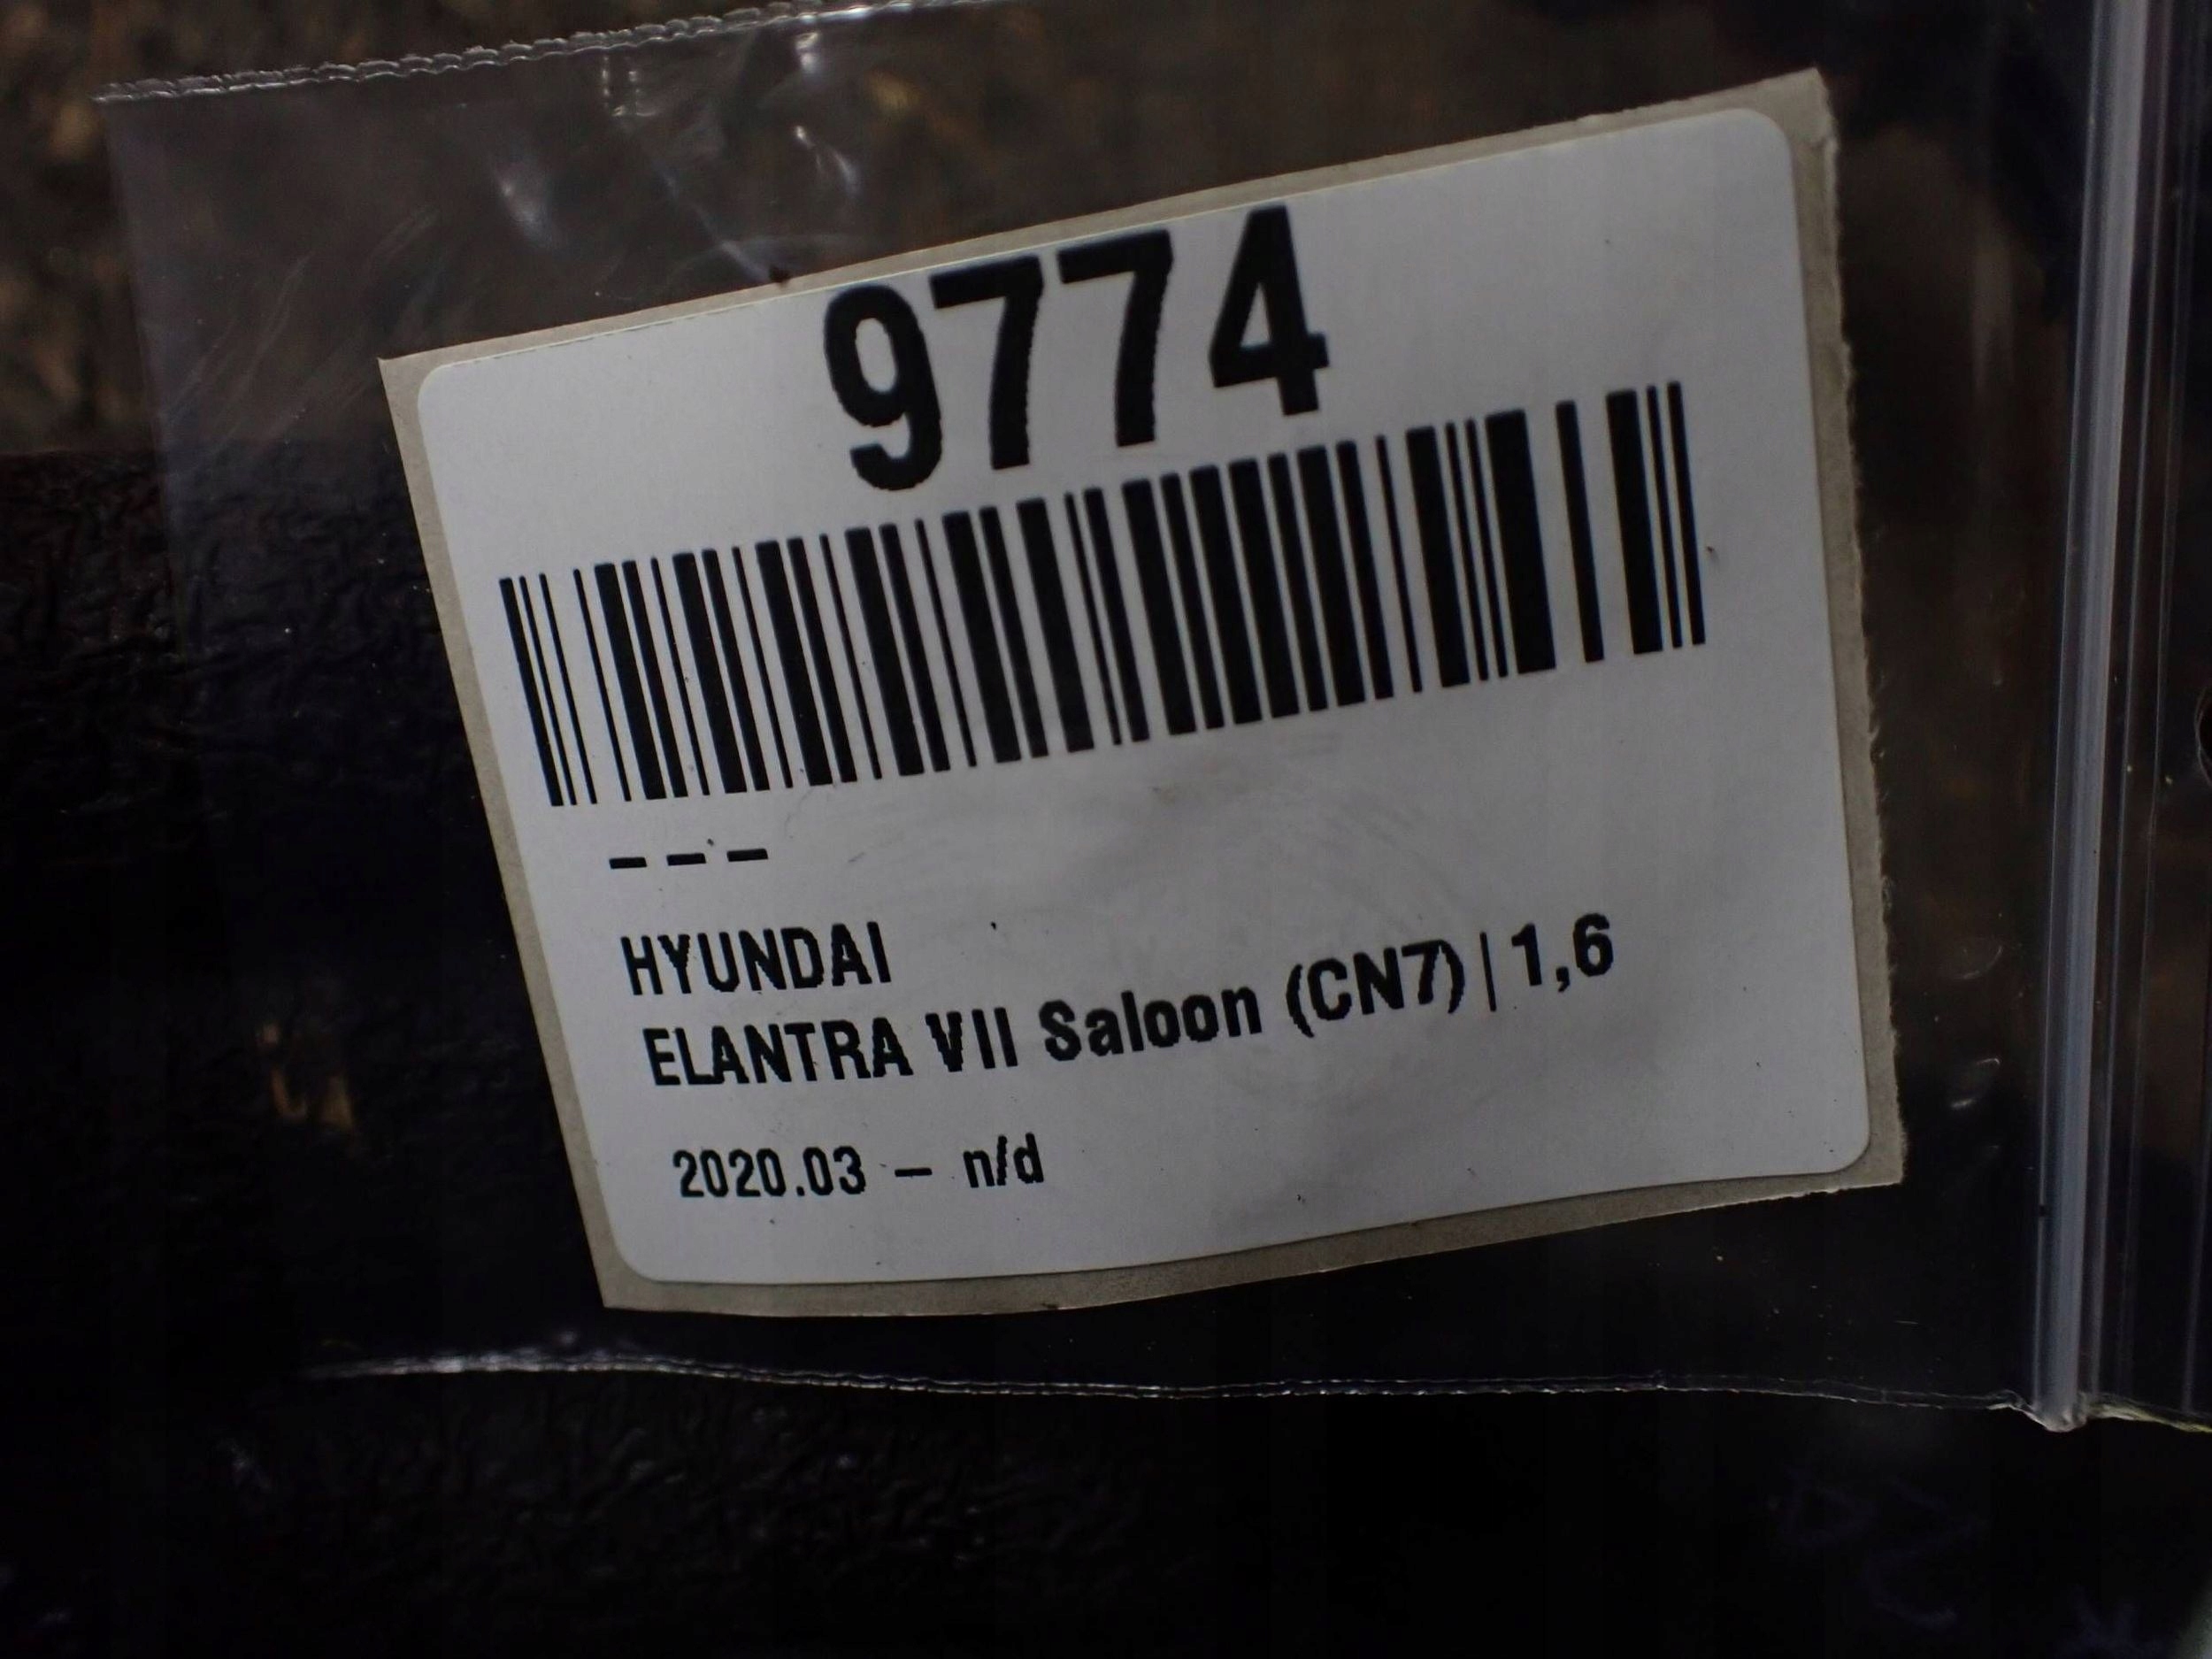 9774
– – –
HYUNDAI
ELANTRA VII Saloon (CN7) | 1,6
2020.03 – n/d